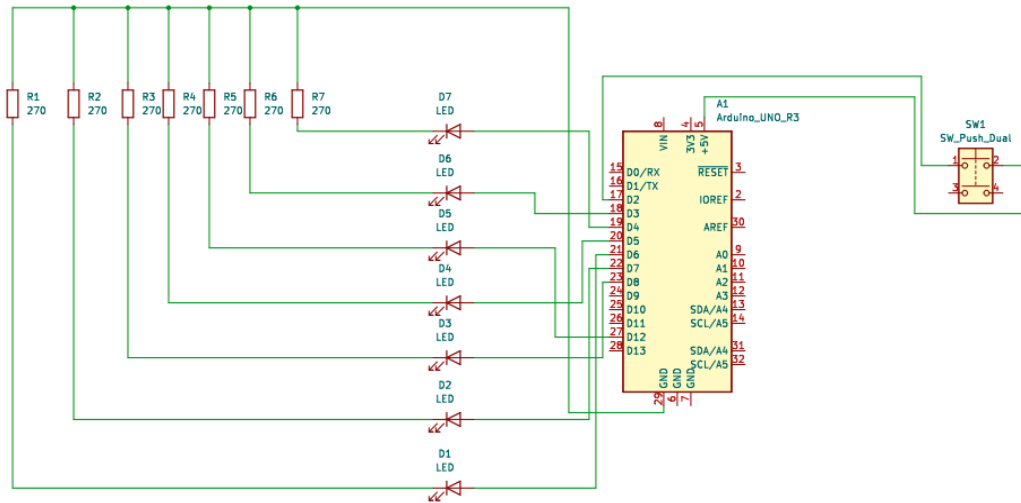 R1
270
R2
270
R3
270
R4
270
R5
270
R6
270
R7
270
D7
LED
D6
LED
D5
LED
D4
LED
D3
LED
D2
LED
D1
LED
A1
Arduino_UNO_R3
8
4
5
VIN
3V3
+5V
15 D0/RX
16 D1/TX
17 D2
18 D3
19 D4
20 D5
21 D6
22 D7
23 D8
24 D9
25 D10
26 D11
27 D12
28 D13
RESET 3
IOREF 2
AREF 30
A0 9
A1 10
A2 11
A3 12
SDA/A4 13
SCL/A5 14
SDA/A4 31
SCL/A5 32
GND
GND
GND
29
6
7
SW1
SW_Push_Dual
1 2
3 4